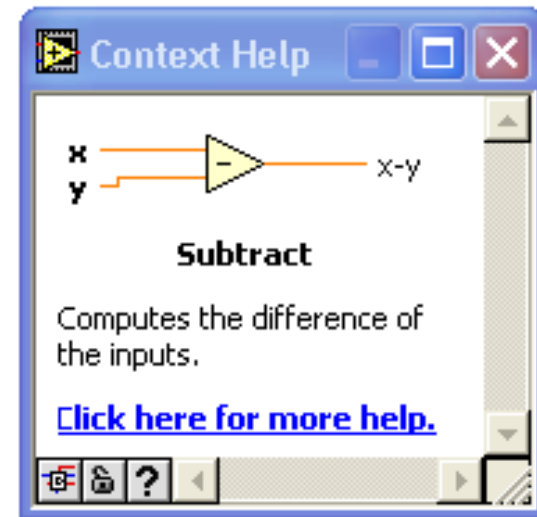 Context Help
x
y
-
x-y
Subtract
Computes the difference of
the inputs.
Click here for more help.
?